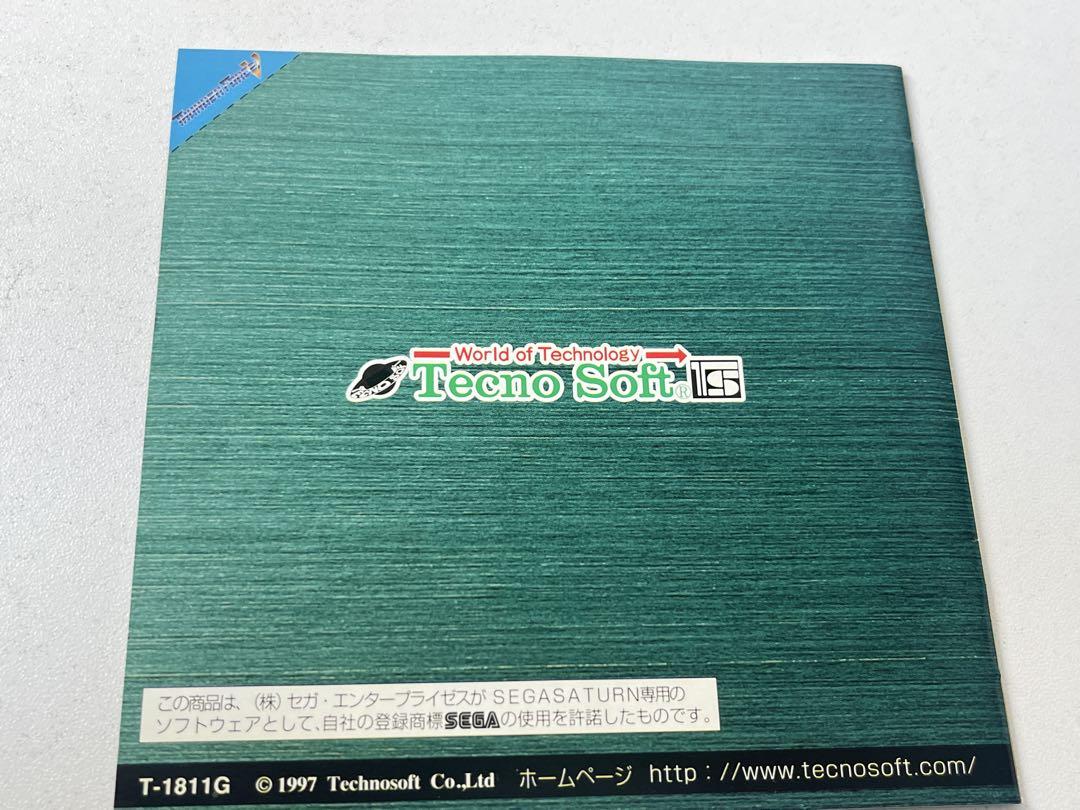 THUNDER FORCE V
World of Technology
Tecno Soft®
この商品は、(株)セガ・エンタープライゼスがSEGASATURN専用の
ソフトウェアとして、自社の登録商標SEGAの使用を許諾したものです。
T-1811G © 1997 Technosoft Co.,Ltd ホームページ http://www.tecnosoft.com/